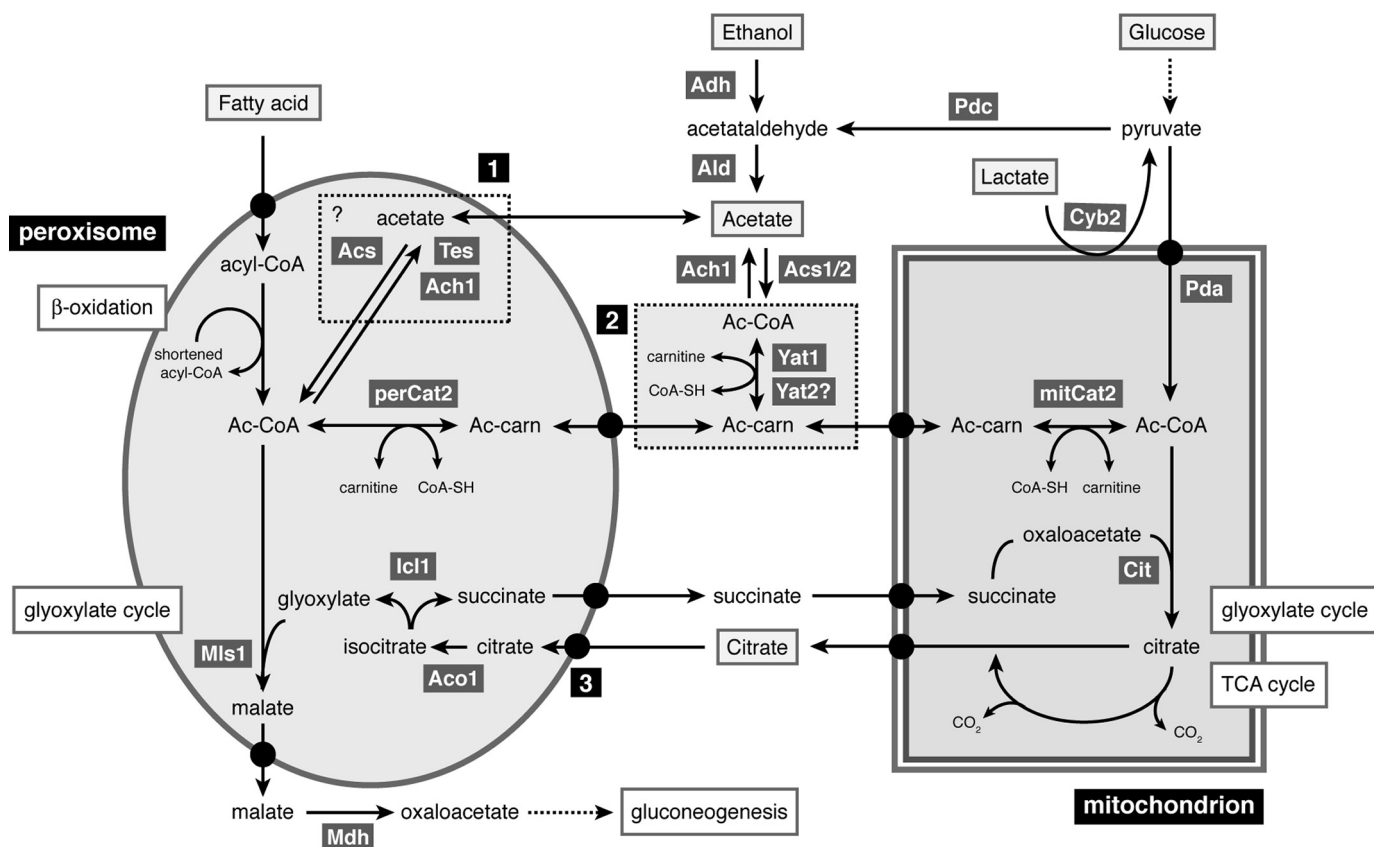 Ethanol
Glucose
Fatty acid
Adh
Pdc
acetataldehyde
pyruvate
1
Ald
Lactate
peroxisome
?
acetate
Acetate
Cyb2
acyl-CoA
Acs
Tes
Ach1
Ach1
Acs1/2
Pda
β-oxidation
2
Ac-CoA
shortened
acyl-CoA
carnitine
Yat1
CoA-SH
Yat2?
perCat2
mitCat2
Ac-CoA
Ac-carn
Ac-carn
Ac-carn
Ac-CoA
carnitine
CoA-SH
CoA-SH
carnitine
oxaloacetate
Icl1
Cit
glyoxylate cycle
glyoxylate
succinate
succinate
succinate
glyoxylate cycle
Mls1
isocitrate
citrate
Citrate
citrate
Aco1
3
TCA cycle
malate
CO2
CO2
malate
oxaloacetate
gluconeogenesis
mitochondrion
Mdh